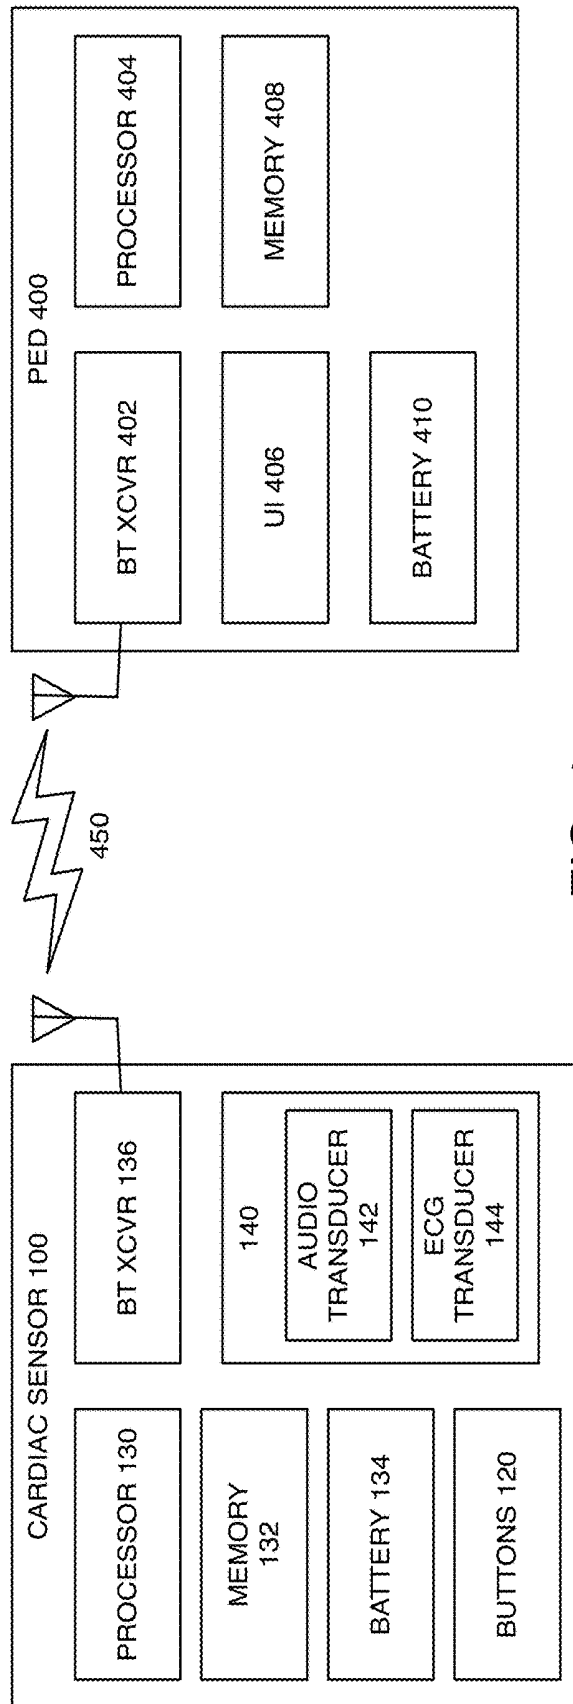 CARDIAC SENSOR 100
PROCESSOR 130
BT XCVR 136
MEMORY
132
140
AUDIO
TRANSDUCER
142
BATTERY 134
ECG
TRANSDUCER
144
BUTTONS 120
450
PED 400
BT XCVR 402
PROCESSOR 404
UI 406
MEMORY 408
BATTERY 410